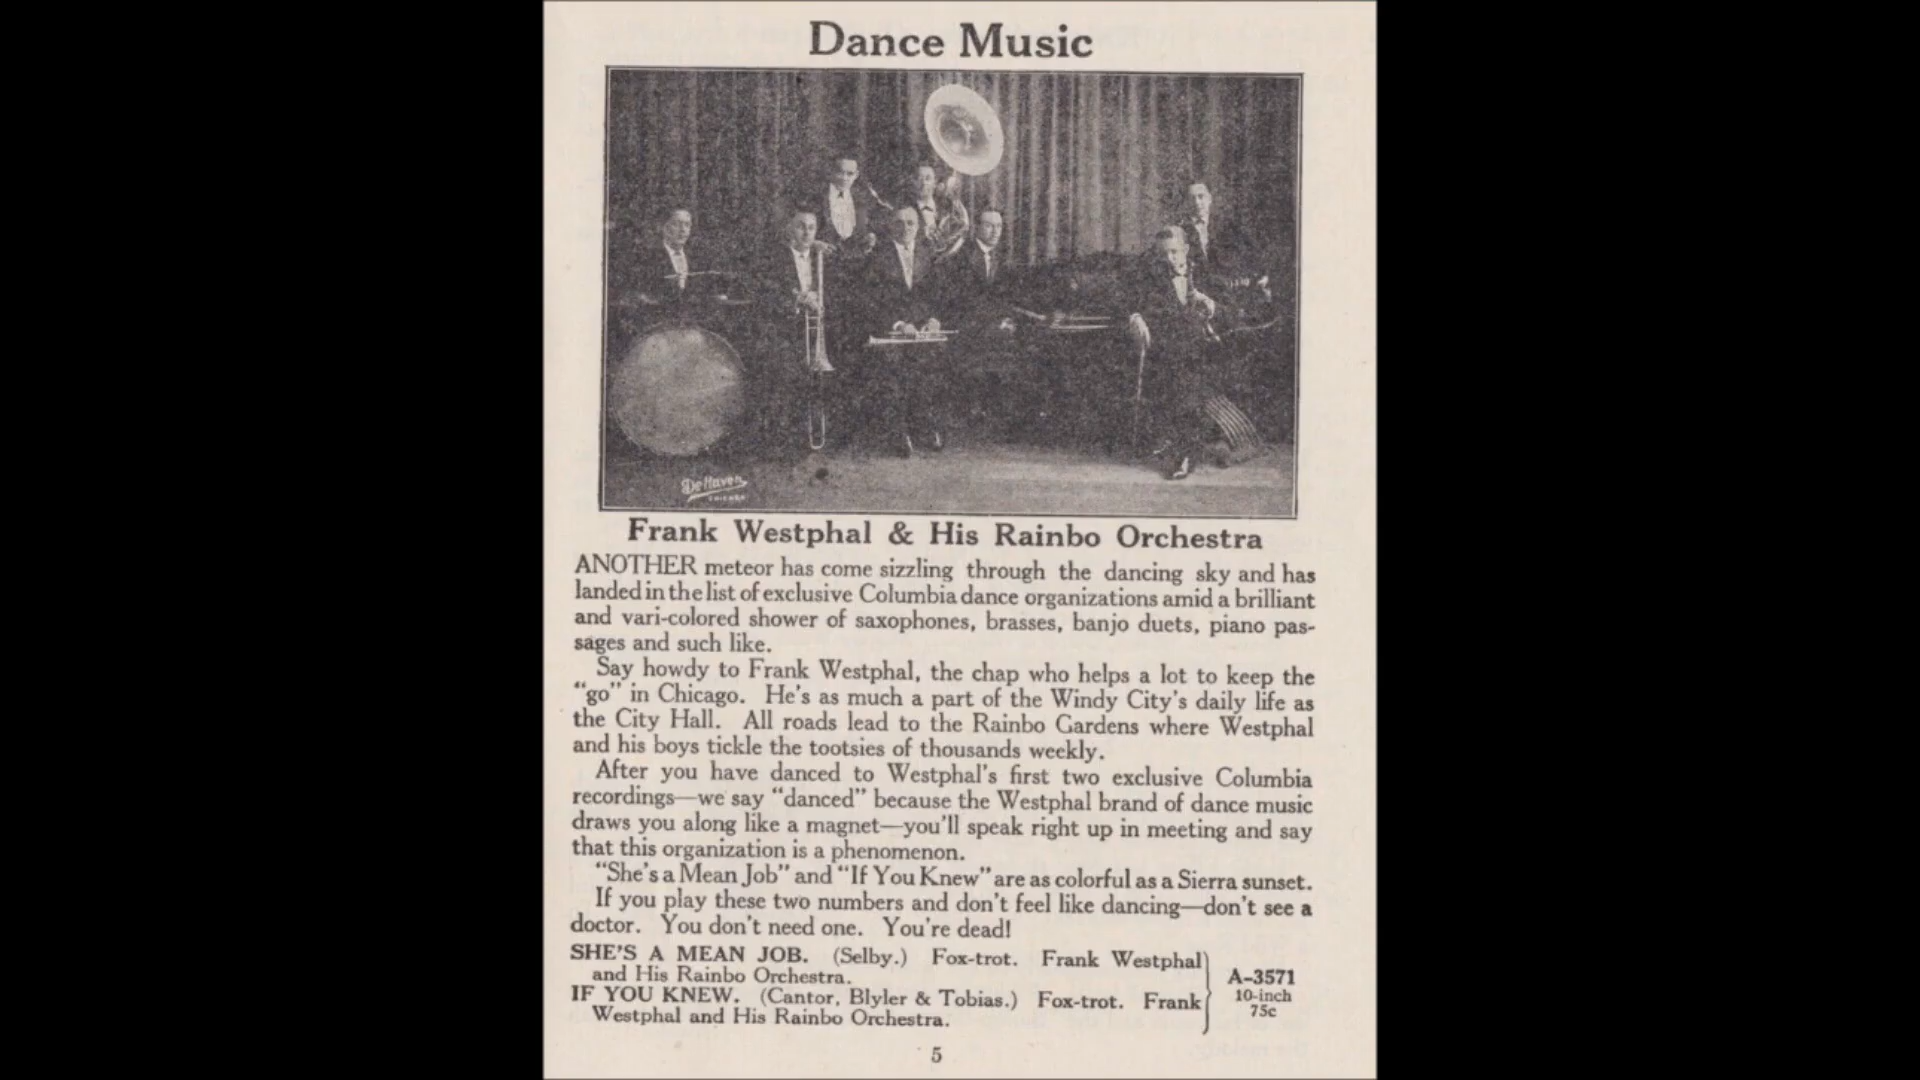 Dance Music
De Haven
CHICAGO
Frank Westphal & His Rainbo Orchestra
ANOTHER meteor has come sizzling through the dancing sky and has
landed in the list of exclusive Columbia dance organizations amid a brilliant
and vari-colored shower of saxophones, brasses, banjo duets, piano pas-
sages and such like.
Say howdy to Frank Westphal, the chap who helps a lot to keep the
"go" in Chicago. He's as much a part of the Windy City's daily life as
the City Hall. All roads lead to the Rainbo Gardens where Westphal
and his boys tickle the tootsies of thousands weekly.
After you have danced to Westphal's first two exclusive Columbia
recordings—we say "danced" because the Westphal brand of dance music
draws you along like a magnet—you'll speak right up in meeting and say
that this organization is a phenomenon.
"She's a Mean Job" and "If You Knew" are as colorful as a Sierra sunset.
If you play these two numbers and don't feel like dancing—don't see a
doctor. You don't need one. You're dead!
SHE'S A MEAN JOB. (Selby.) Fox-trot. Frank Westphal
and His Rainbo Orchestra.
IF YOU KNEW. (Cantor, Blyler & Tobias.) Fox-trot. Frank
Westphal and His Rainbo Orchestra.
A-3571
10-inch
75c
5